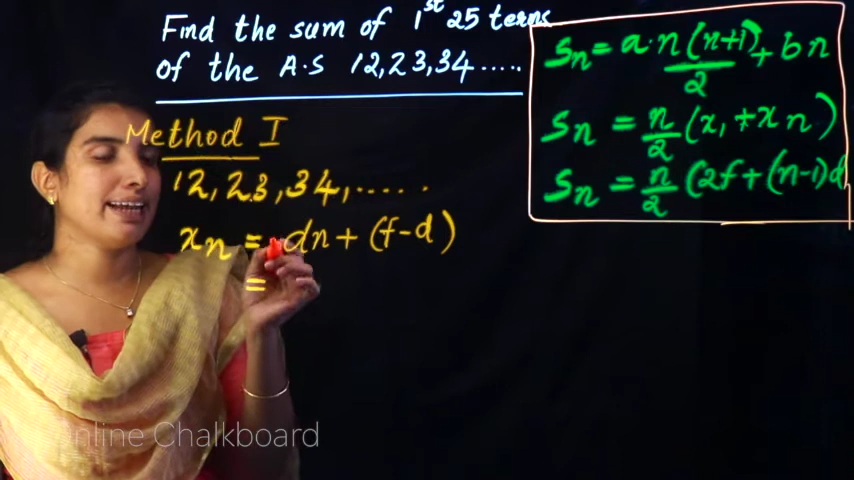 Find the sum of 1st 25 terms
of the A.S 12,23,34.....
Method I
12,23,34,.....
xn = dn + (f-d)
=
Sn = a.n(n+1)/2 + bn
Sn = n/2 (x1 + xn)
Sn = n/2 (2f+(n-1)d
Online Chalkboard